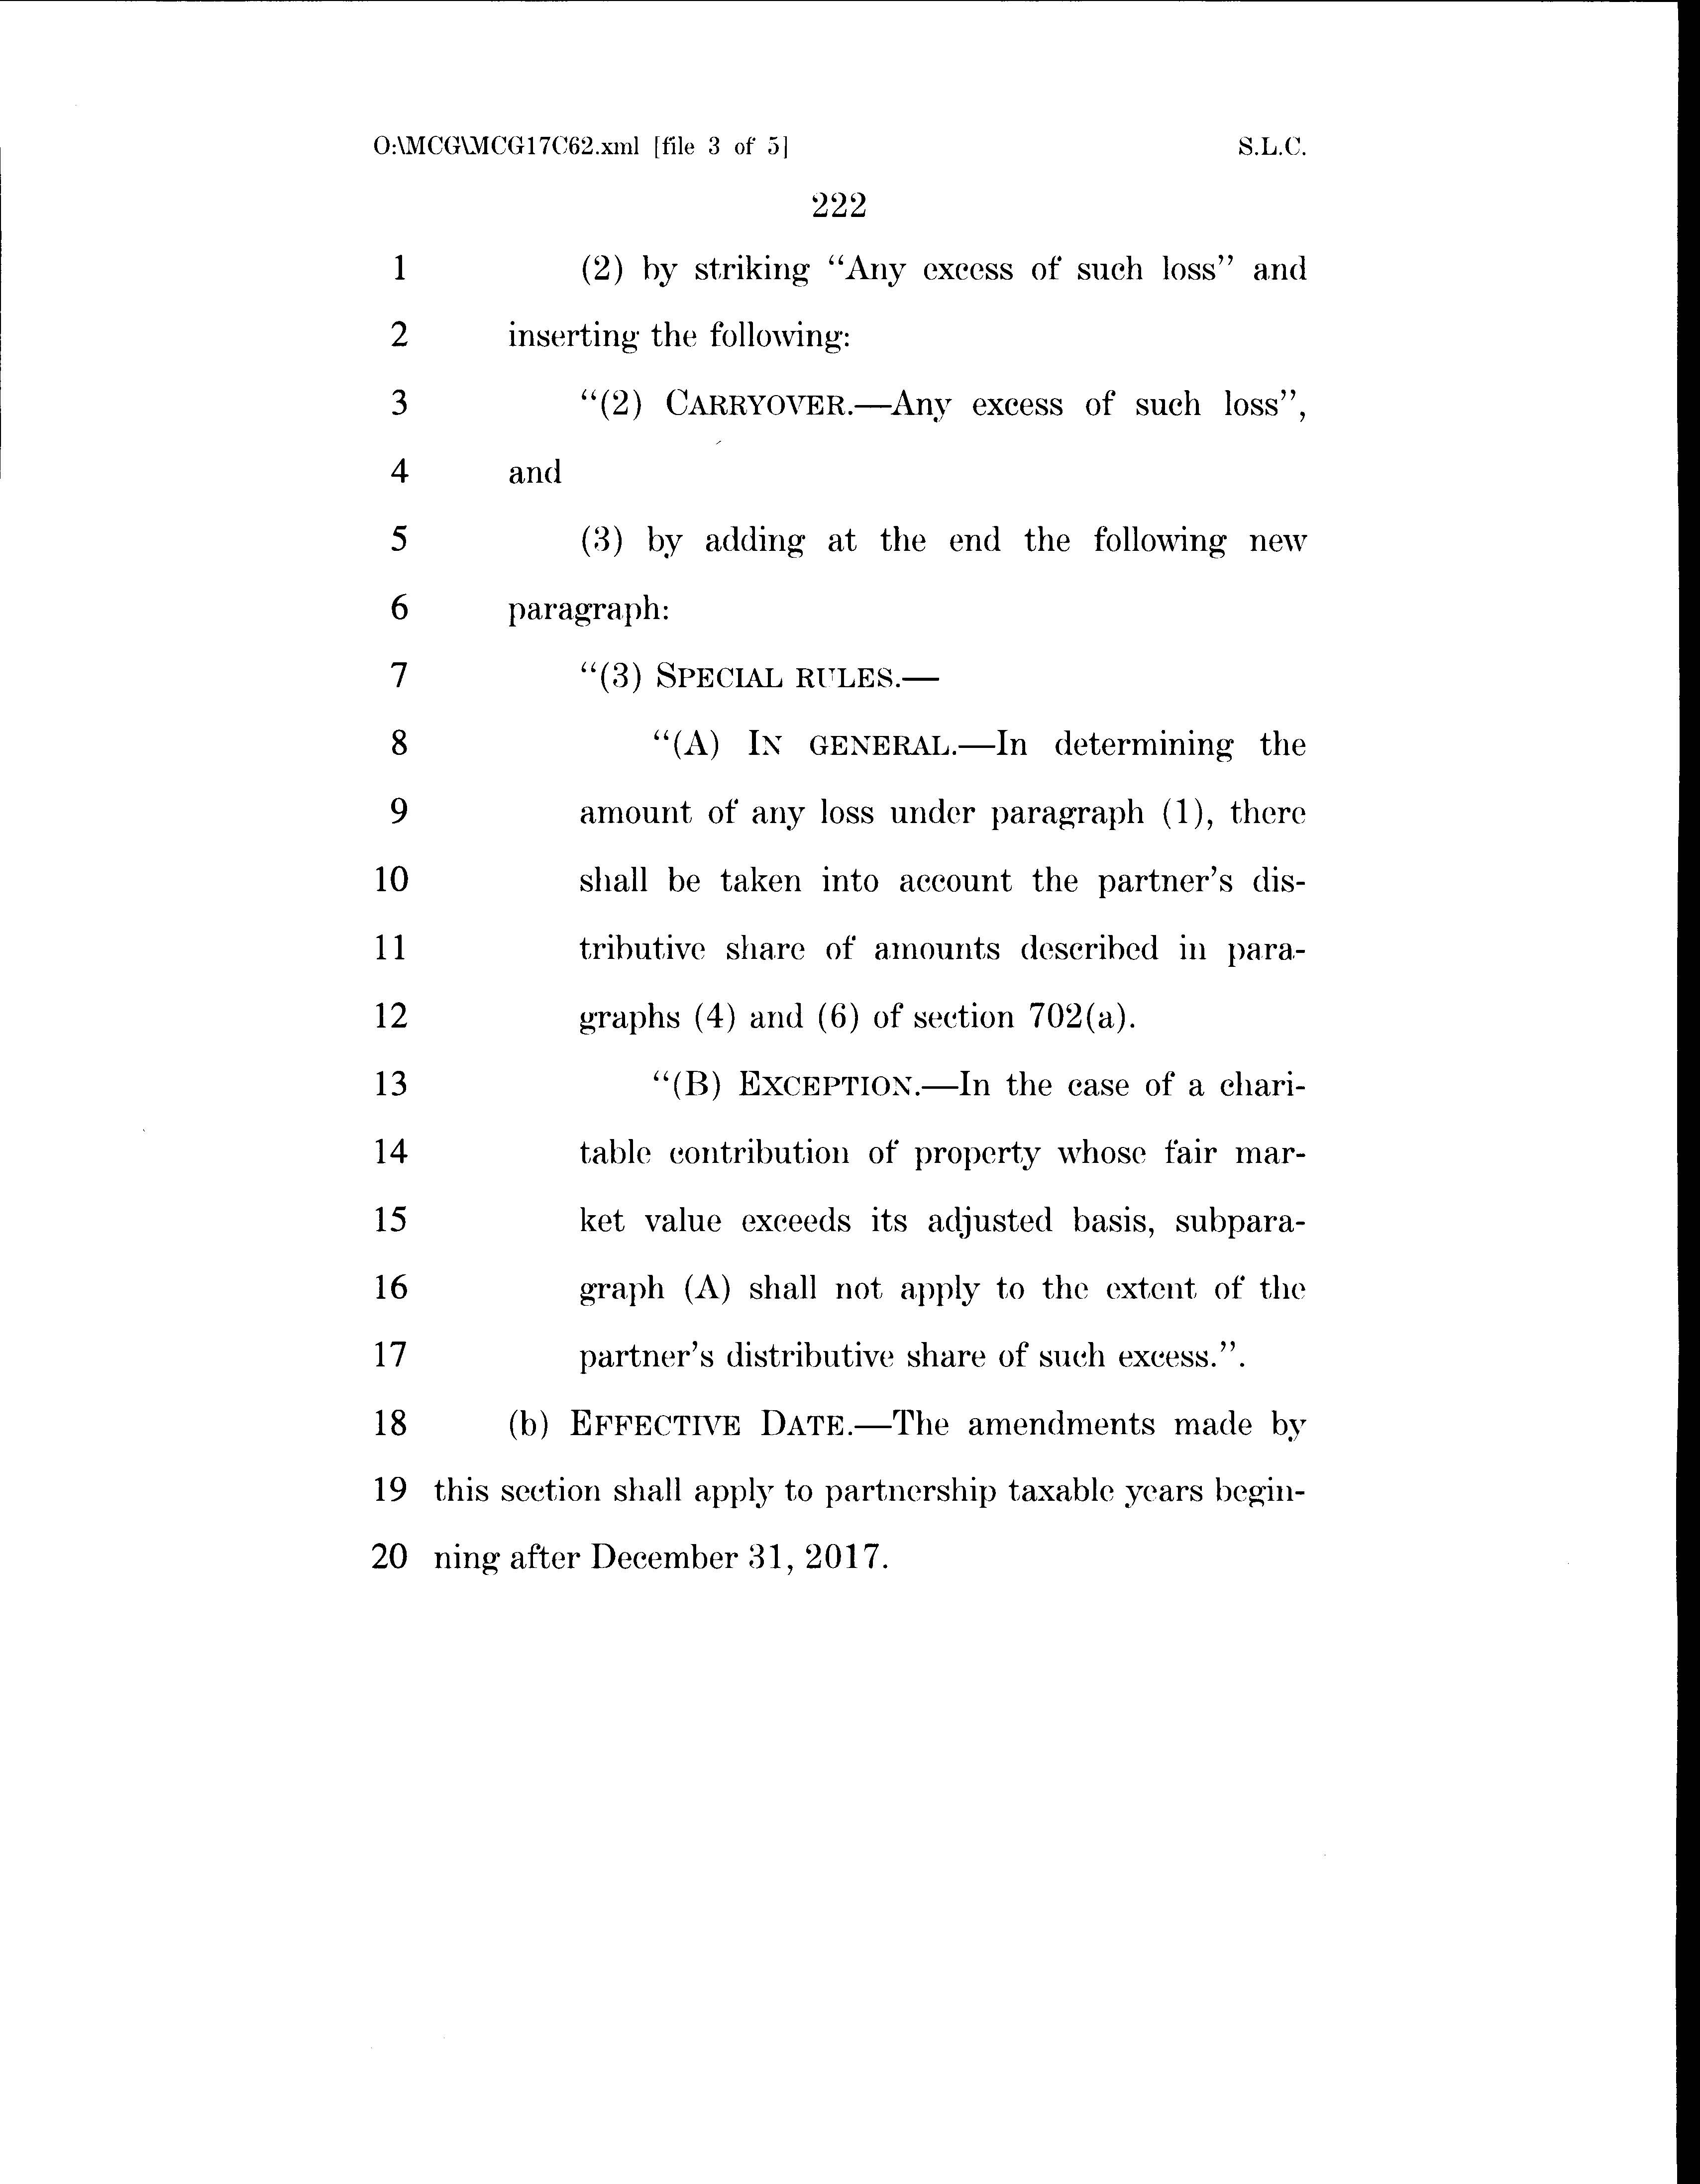 O:\MCG\MCG17C62.xml [file 3 of 5] S.L.C.
222
1 (2) by striking “Any excess of such loss” and
2 inserting the following:
3 “(2) CARRYOVER.—Any excess of such loss”,
4 and
5 (3) by adding at the end the following new
6 paragraph:
7 “(3) SPECIAL RULES.—
8 “(A) IN GENERAL.—In determining the
9 amount of any loss under paragraph (1), there
10 shall be taken into account the partner’s dis-
11 tributive share of amounts described in para-
12 graphs (4) and (6) of section 702(a).
13 “(B) EXCEPTION.—In the case of a chari-
14 table contribution of property whose fair mar-
15 ket value exceeds its adjusted basis, subpara-
16 graph (A) shall not apply to the extent of the
17 partner’s distributive share of such excess.”.
18 (b) EFFECTIVE DATE.—The amendments made by
19 this section shall apply to partnership taxable years begin-
20 ning after December 31, 2017.